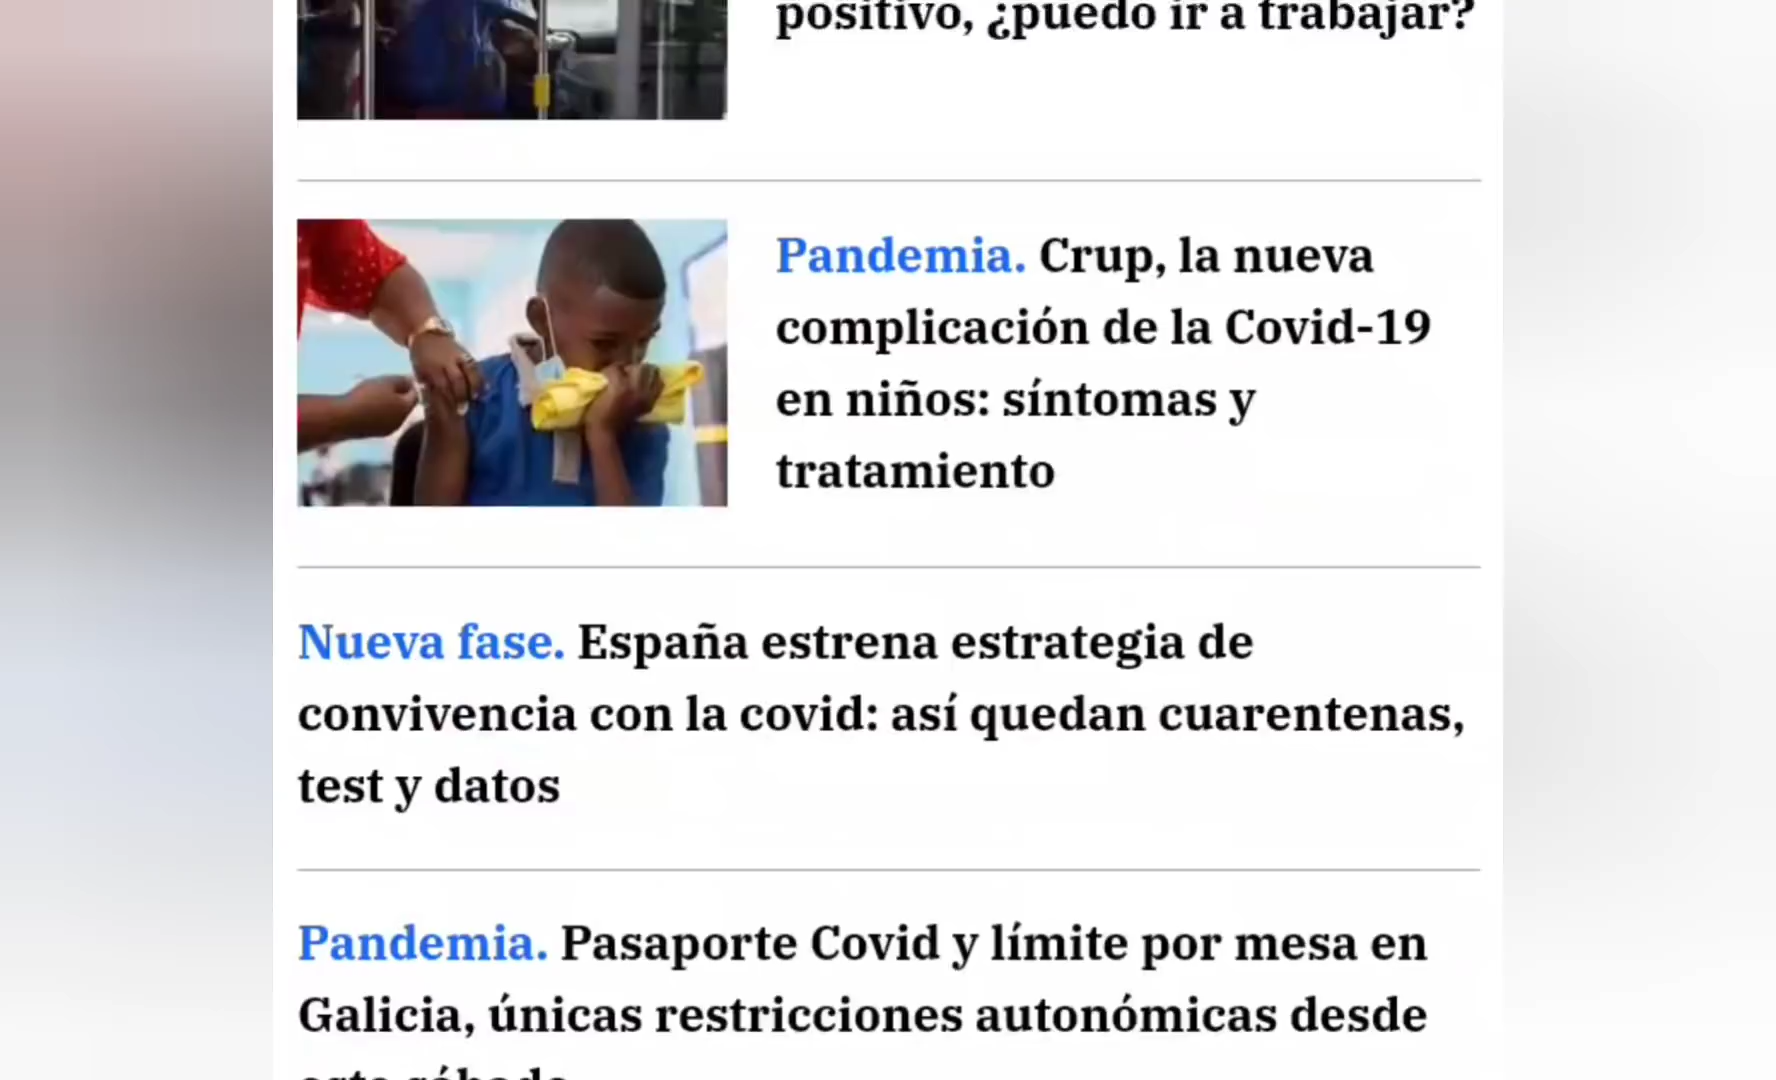 positivo, ¿puedo ir a trabajar?
Pandemia. Crup, la nueva
complicación de la Covid-19
en niños: síntomas y
tratamiento
Nueva fase. España estrena estrategia de
convivencia con la covid: así quedan cuarentenas,
test y datos
Pandemia. Pasaporte Covid y límite por mesa en
Galicia, únicas restricciones autonómicas desde
este sábado